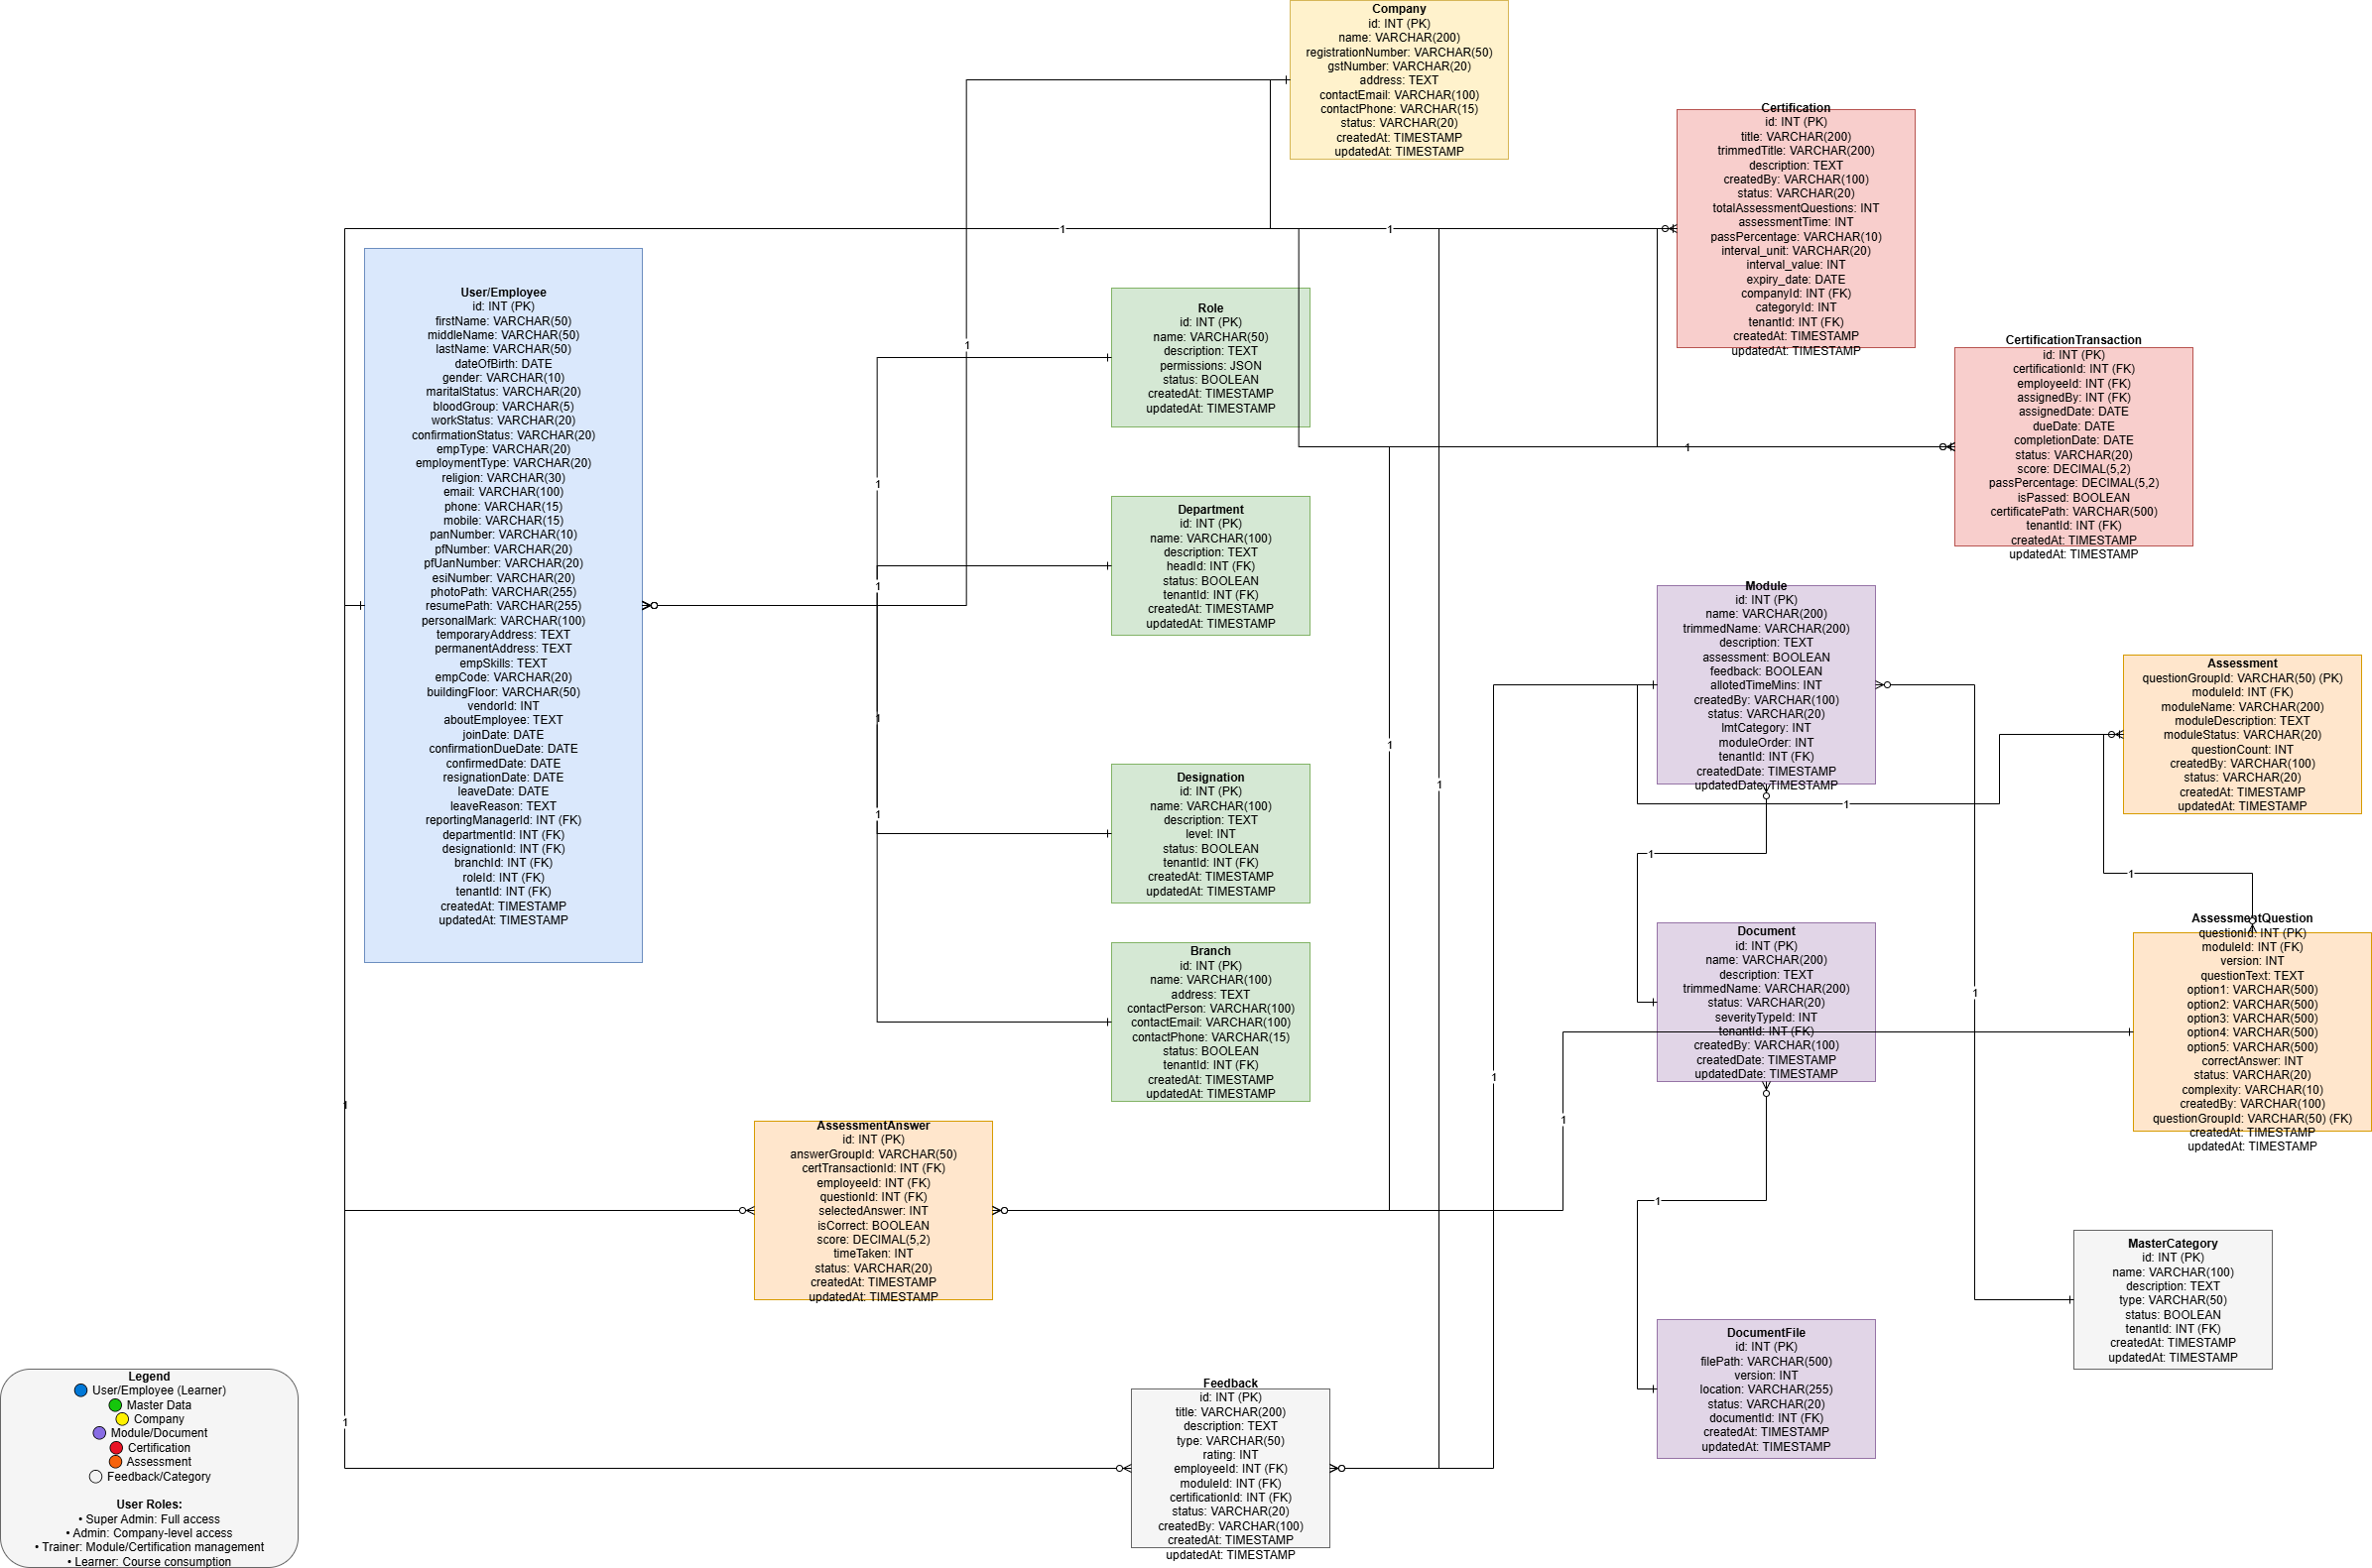 Company
id: INT (PK)
name: VARCHAR(200)
registrationNumber: VARCHAR(50)
gstNumber: VARCHAR(20)
address: TEXT
contactEmail: VARCHAR(100)
contactPhone: VARCHAR(15)
status: VARCHAR(20)
createdAt: TIMESTAMP
updatedAt: TIMESTAMP
Certification
id: INT (PK)
title: VARCHAR(200)
trimmedTitle: VARCHAR(200)
description: TEXT
createdBy: VARCHAR(100)
status: VARCHAR(20)
totalAssessmentQuestions: INT
assessmentTime: INT
passPercentage: VARCHAR(10)
interval_unit: VARCHAR(20)
interval_value: INT
expiry_date: DATE
companyId: INT (FK)
categoryId: INT
tenantId: INT (FK)
createdAt: TIMESTAMP
updatedAt: TIMESTAMP
1
1
User/Employee
id: INT (PK)
firstName: VARCHAR(50)
middleName: VARCHAR(50)
lastName: VARCHAR(50)
dateOfBirth: DATE
gender: VARCHAR(10)
maritalStatus: VARCHAR(20)
bloodGroup: VARCHAR(5)
workStatus: VARCHAR(20)
confirmationStatus: VARCHAR(20)
empType: VARCHAR(20)
employmentType: VARCHAR(20)
religion: VARCHAR(30)
email: VARCHAR(100)
phone: VARCHAR(15)
mobile: VARCHAR(15)
panNumber: VARCHAR(10)
pfNumber: VARCHAR(20)
pfUanNumber: VARCHAR(20)
esiNumber: VARCHAR(20)
photoPath: VARCHAR(255)
resumePath: VARCHAR(255)
personalMark: VARCHAR(100)
temporaryAddress: TEXT
permanentAddress: TEXT
empSkills: TEXT
empCode: VARCHAR(20)
buildingFloor: VARCHAR(50)
vendorId: INT
aboutEmployee: TEXT
joinDate: DATE
confirmationDueDate: DATE
confirmedDate: DATE
resignationDate: DATE
leaveDate: DATE
leaveReason: TEXT
reportingManagerId: INT (FK)
departmentId: INT (FK)
designationId: INT (FK)
branchId: INT (FK)
roleId: INT (FK)
tenantId: INT (FK)
createdAt: TIMESTAMP
updatedAt: TIMESTAMP
1
Role
id: INT (PK)
name: VARCHAR(50)
description: TEXT
permissions: JSON
status: BOOLEAN
createdAt: TIMESTAMP
updatedAt: TIMESTAMP
CertificationTransaction
id: INT (PK)
certificationId: INT (FK)
employeeId: INT (FK)
assignedBy: INT (FK)
assignedDate: DATE
dueDate: DATE
completionDate: DATE
status: VARCHAR(20)
score: DECIMAL(5,2)
passPercentage: DECIMAL(5,2)
isPassed: BOOLEAN
certificatePath: VARCHAR(500)
tenantId: INT (FK)
createdAt: TIMESTAMP
updatedAt: TIMESTAMP
1
1
Department
id: INT (PK)
name: VARCHAR(100)
description: TEXT
headId: INT (FK)
status: BOOLEAN
tenantId: INT (FK)
createdAt: TIMESTAMP
updatedAt: TIMESTAMP
1
Module
id: INT (PK)
name: VARCHAR(200)
trimmedName: VARCHAR(200)
description: TEXT
assessment: BOOLEAN
feedback: BOOLEAN
allotedTimeMins: INT
createdBy: VARCHAR(100)
status: VARCHAR(20)
lmtCategory: INT
moduleOrder: INT
tenantId: INT (FK)
createdDate: TIMESTAMP
updatedDate: TIMESTAMP
Assessment
questionGroupId: VARCHAR(50) (PK)
moduleId: INT (FK)
moduleName: VARCHAR(200)
moduleDescription: TEXT
moduleStatus: VARCHAR(20)
questionCount: INT
createdBy: VARCHAR(100)
status: VARCHAR(20)
createdAt: TIMESTAMP
updatedAt: TIMESTAMP
1
1
1
1
1
1
1
Designation
id: INT (PK)
name: VARCHAR(100)
description: TEXT
level: INT
status: BOOLEAN
tenantId: INT (FK)
createdAt: TIMESTAMP
updatedAt: TIMESTAMP
Branch
id: INT (PK)
name: VARCHAR(100)
address: TEXT
contactPerson: VARCHAR(100)
contactEmail: VARCHAR(100)
contactPhone: VARCHAR(15)
status: BOOLEAN
tenantId: INT (FK)
createdAt: TIMESTAMP
updatedAt: TIMESTAMP
Document
id: INT (PK)
name: VARCHAR(200)
description: TEXT
trimmedName: VARCHAR(200)
status: VARCHAR(20)
severityTypeId: INT
tenantId: INT (FK)
createdBy: VARCHAR(100)
createdDate: TIMESTAMP
updatedDate: TIMESTAMP
1
AssessmentQuestion
questionId: INT (PK)
moduleId: INT (FK)
version: INT
questionText: TEXT
option1: VARCHAR(500)
option2: VARCHAR(500)
option3: VARCHAR(500)
option4: VARCHAR(500)
option5: VARCHAR(500)
correctAnswer: INT
status: VARCHAR(20)
complexity: VARCHAR(10)
createdBy: VARCHAR(100)
questionGroupId: VARCHAR(50) (FK)
createdAt: TIMESTAMP
updatedAt: TIMESTAMP
1
1
1
1
AssessmentAnswer
id: INT (PK)
answerGroupId: VARCHAR(50)
certTransactionId: INT (FK)
employeeId: INT (FK)
questionId: INT (FK)
selectedAnswer: INT
isCorrect: BOOLEAN
score: DECIMAL(5,2)
timeTaken: INT
status: VARCHAR(20)
createdAt: TIMESTAMP
updatedAt: TIMESTAMP
MasterCategory
id: INT (PK)
name: VARCHAR(100)
description: TEXT
type: VARCHAR(50)
status: BOOLEAN
tenantId: INT (FK)
createdAt: TIMESTAMP
updatedAt: TIMESTAMP
DocumentFile
id: INT (PK)
filePath: VARCHAR(500)
version: INT
location: VARCHAR(255)
status: VARCHAR(20)
documentId: INT (FK)
createdAt: TIMESTAMP
updatedAt: TIMESTAMP
1
Feedback
id: INT (PK)
title: VARCHAR(200)
description: TEXT
type: VARCHAR(50)
rating: INT
employeeId: INT (FK)
moduleId: INT (FK)
certificationId: INT (FK)
status: VARCHAR(20)
createdBy: VARCHAR(100)
createdAt: TIMESTAMP
updatedAt: TIMESTAMP
Legend
User/Employee (Learner)
Master Data
Company
Module/Document
Certification
Assessment
Feedback/Category
User Roles:
• Super Admin: Full access
• Admin: Company-level access
• Trainer: Module/Certification management
• Learner: Course consumption